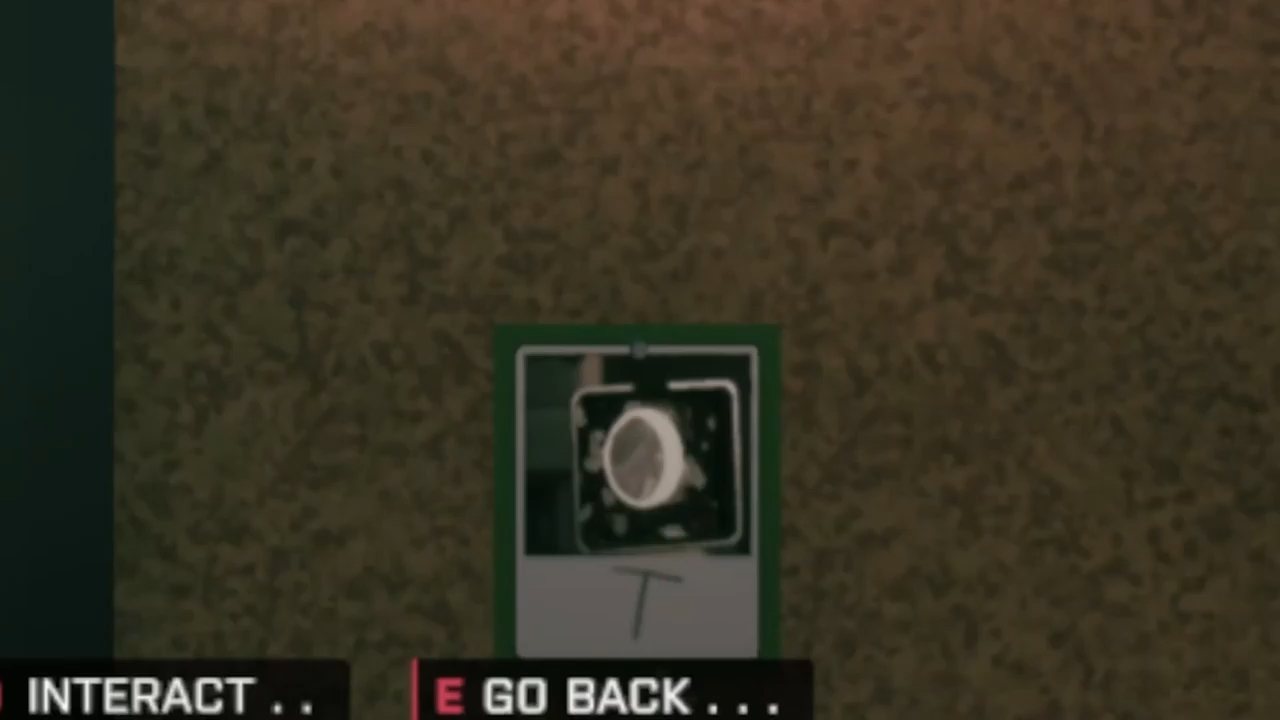 T
INTERACT . .
E GO BACK . . .